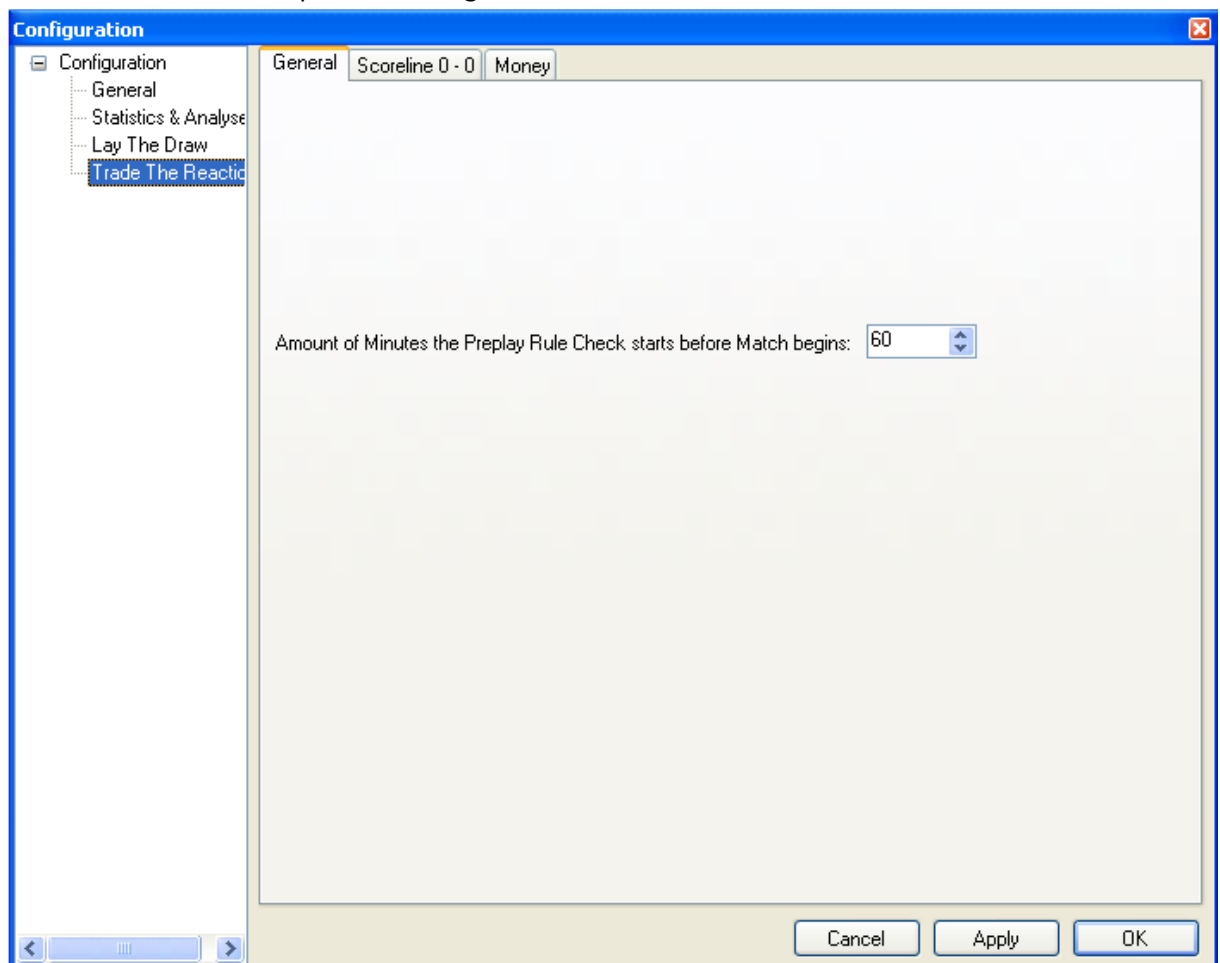 Configuration
Configuration
General
Statistics & Analyse
Lay The Draw
Trade The Reactio
General Scoreline 0 - 0 Money
Amount of Minutes the Preplay Rule Check starts before Match begins: 60
Cancel Apply OK